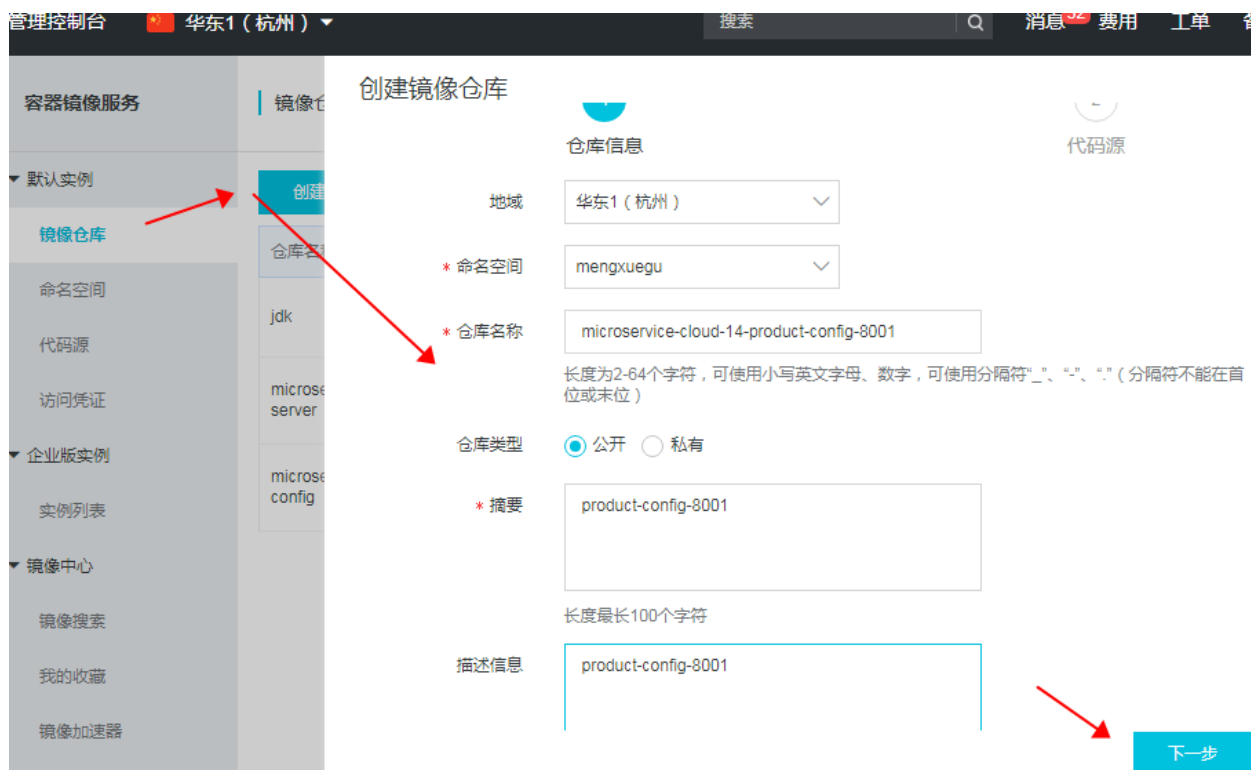 管理控制台 华东1（杭州） 搜索 消息 52 费用 工单
容器镜像服务
默认实例
镜像仓库
命名空间
代码源
访问凭证
企业版实例
实例列表
镜像中心
镜像搜索
我的收藏
镜像加速器
镜像仓
创建
仓库名
jdk
microse
server
microse
config
创建镜像仓库
仓库信息
2
代码源
地域 华东1（杭州）
* 命名空间 mengxuegu
* 仓库名称 microservice-cloud-14-product-config-8001
长度为2-64个字符，可使用小写英文字母、数字，可使用分隔符“_”、“-”、“.”（分隔符不能在首
位或末位）
仓库类型 公开 私有
* 摘要 product-config-8001
长度最长100个字符
描述信息 product-config-8001
下一步